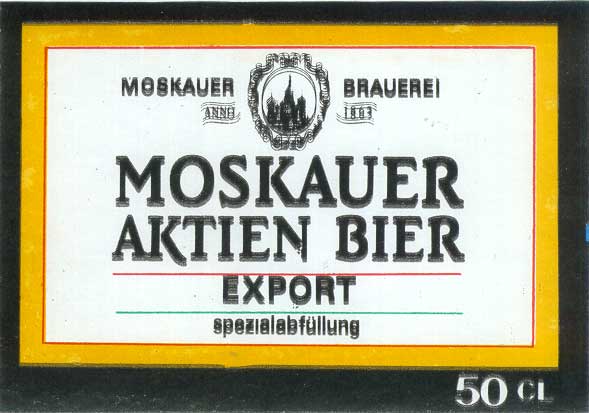 MOSKAUER BRAUEREI
ANNO 1863
MOSKAUER
AKTIEN BIER
EXPORT
spezialabfüllung
50 CL